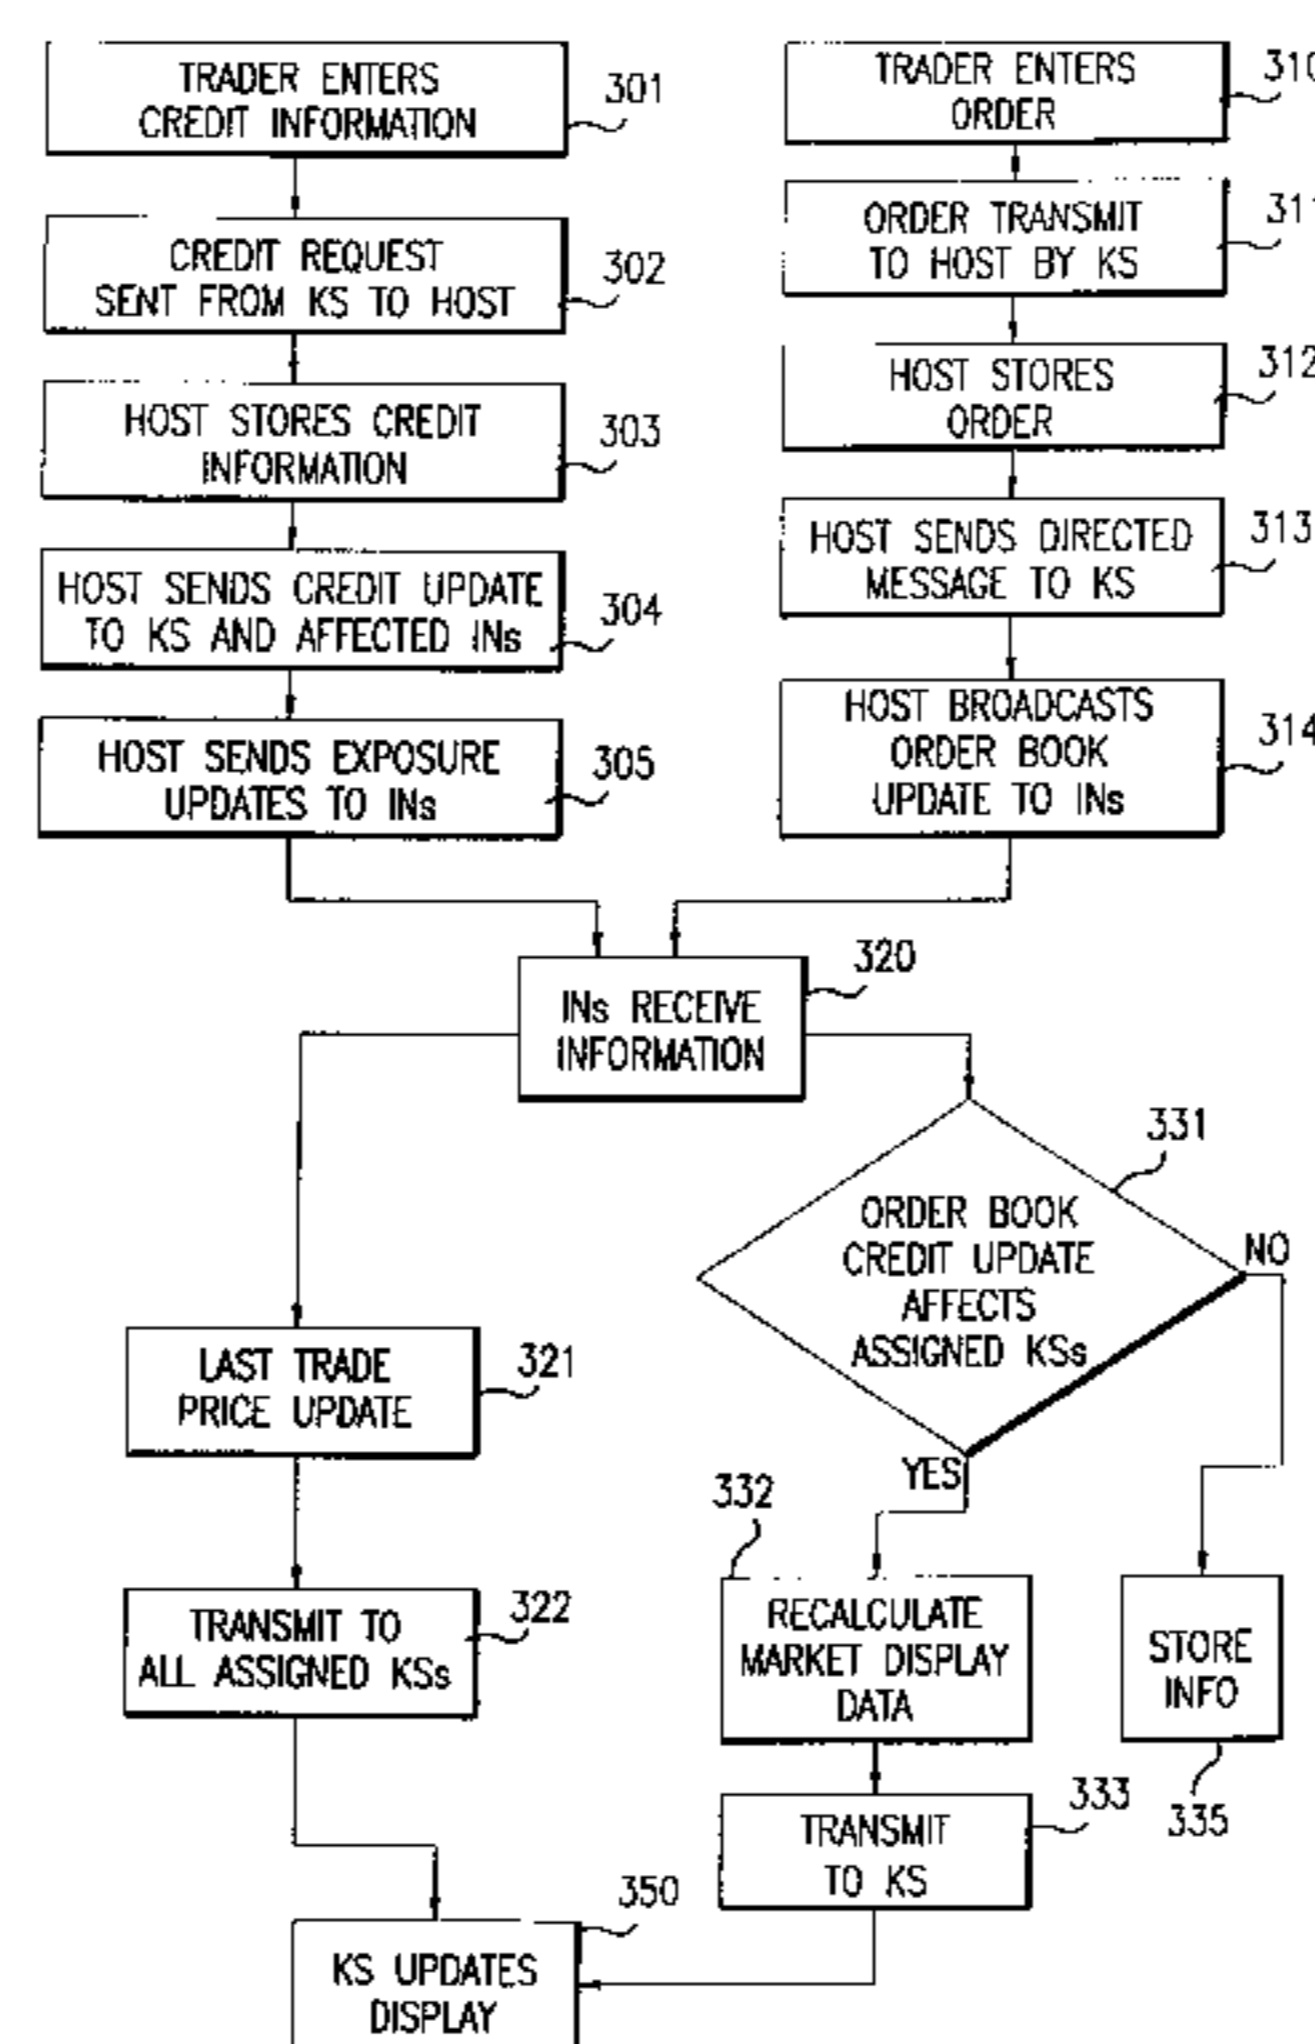 TRADER ENTERS
CREDIT INFORMATION
301
CREDIT REQUEST
SENT FROM KS TO HOST
302
HOST STORES CREDIT
INFORMATION
303
HOST SENDS CREDIT UPDATE
TO KS AND AFFECTED INs
304
HOST SENDS EXPOSURE
UPDATES TO INs
305
TRADER ENTERS
ORDER
310
ORDER TRANSMIT
TO HOST BY KS
311
HOST STORES
ORDER
312
HOST SENDS DIRECTED
MESSAGE TO KS
313
HOST BROADCASTS
ORDER BOOK
UPDATE TO INs
314
INs RECEIVE
INFORMATION
320
LAST TRADE
PRICE UPDATE
321
TRANSMIT TO
ALL ASSIGNED KSs
322
331
ORDER BOOK
CREDIT UPDATE
AFFECTS
ASSIGNED KSs
NO
YES
332
RECALCULATE
MARKET DISPLAY
DATA
STORE
INFO
335
TRANSMIT
TO KS
333
350
KS UPDATES
DISPLAY